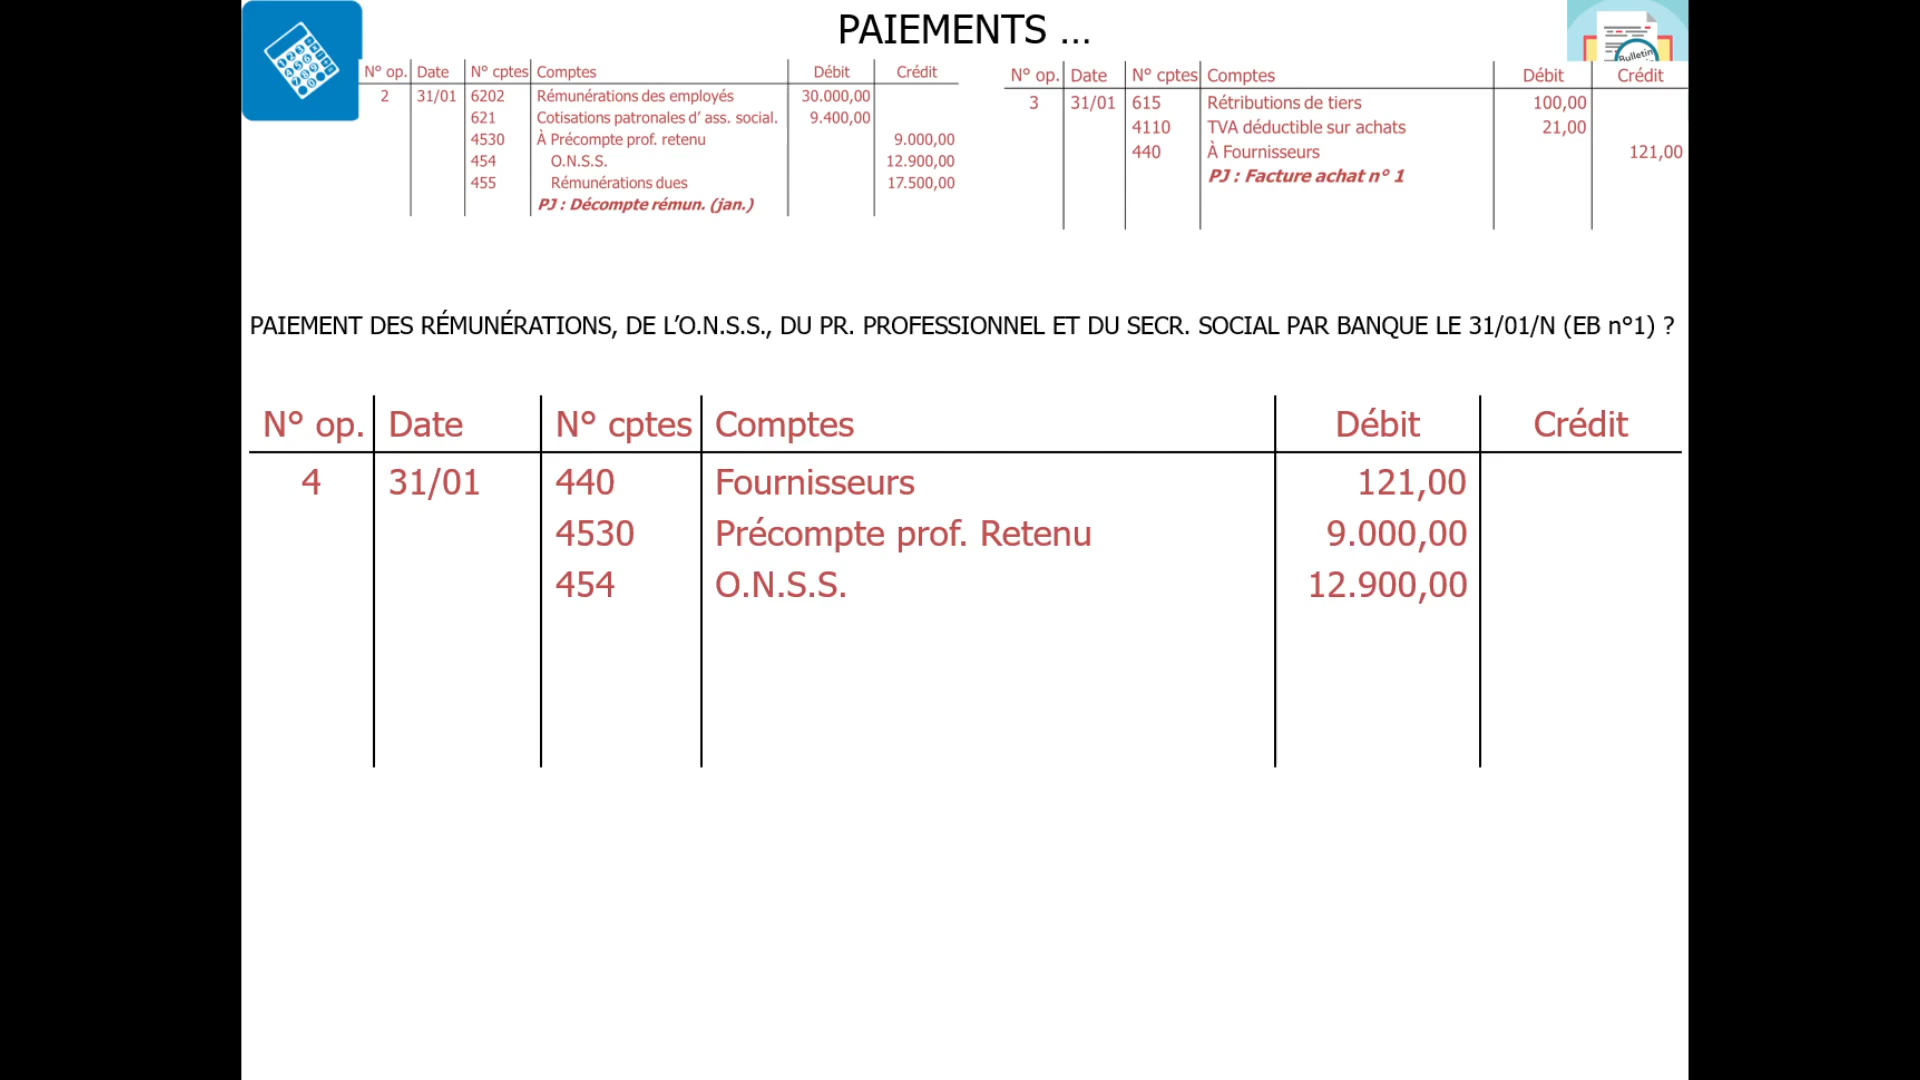 PAIEMENTS ...
Bulletin
N° op. Date N° cptes Comptes Débit Crédit
2 31/01 6202 Rémunérations des employés 30.000,00
621 Cotisations patronales d' ass. social. 9.400,00
4530 À Précompte prof. retenu 9.000,00
454 O.N.S.S. 12.900,00
455 Rémunérations dues 17.500,00
PJ : Décompte rémun. (jan.)
N° op. Date N° cptes Comptes Débit Crédit
3 31/01 615 Rétributions de tiers 100,00
4110 TVA déductible sur achats 21,00
440 À Fournisseurs 121,00
PJ : Facture achat n° 1
PAIEMENT DES RÉMUNÉRATIONS, DE L'O.N.S.S., DU PR. PROFESSIONNEL ET DU SECR. SOCIAL PAR BANQUE LE 31/01/N (EB n°1) ?
N° op. Date N° cptes Comptes Débit Crédit
4 31/01 440 Fournisseurs 121,00
4530 Précompte prof. Retenu 9.000,00
454 O.N.S.S. 12.900,00